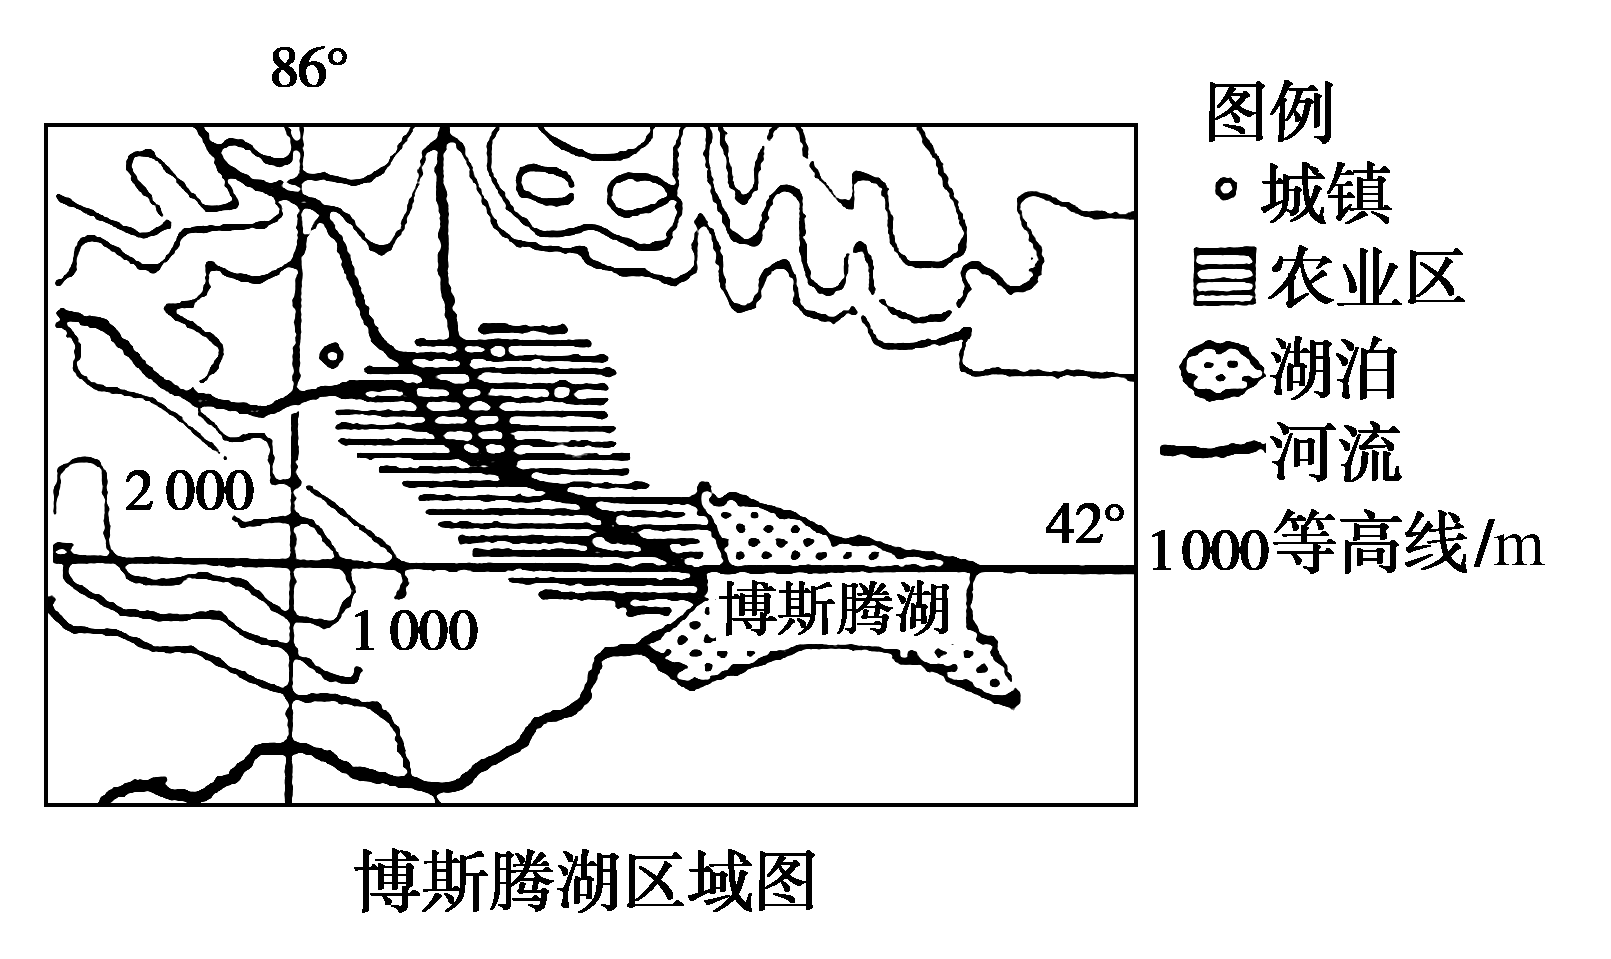 86°
图例
城镇
农业区
湖泊
河流
1 000等高线/m
2 000
42°
博斯腾湖
1 000
博斯腾湖区域图